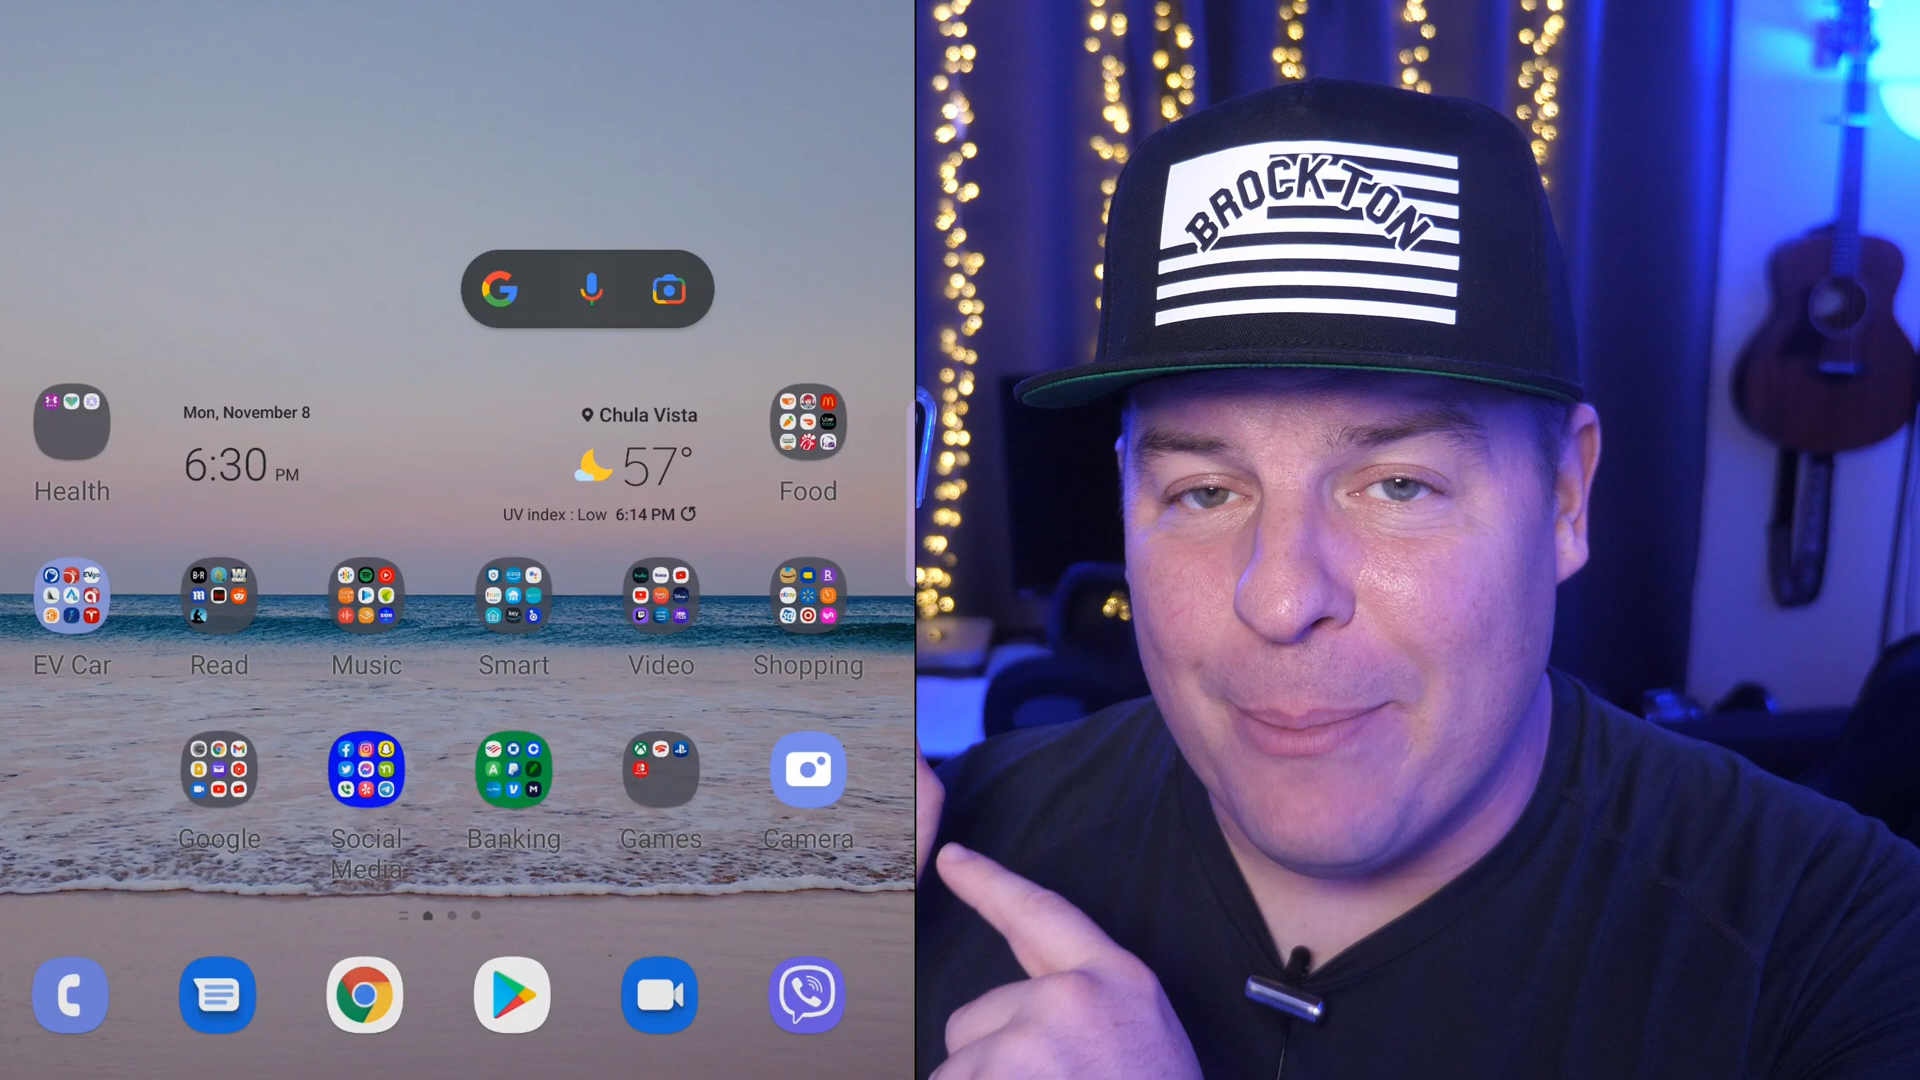 Mon, November 8
6:30 PM
Chula Vista
57°
UV index : Low 6:14 PM
Health
Food
EV Car
Read
Music
Smart
Video
Shopping
Google
Social
Media
Banking
Games
Camera
BROCKTON